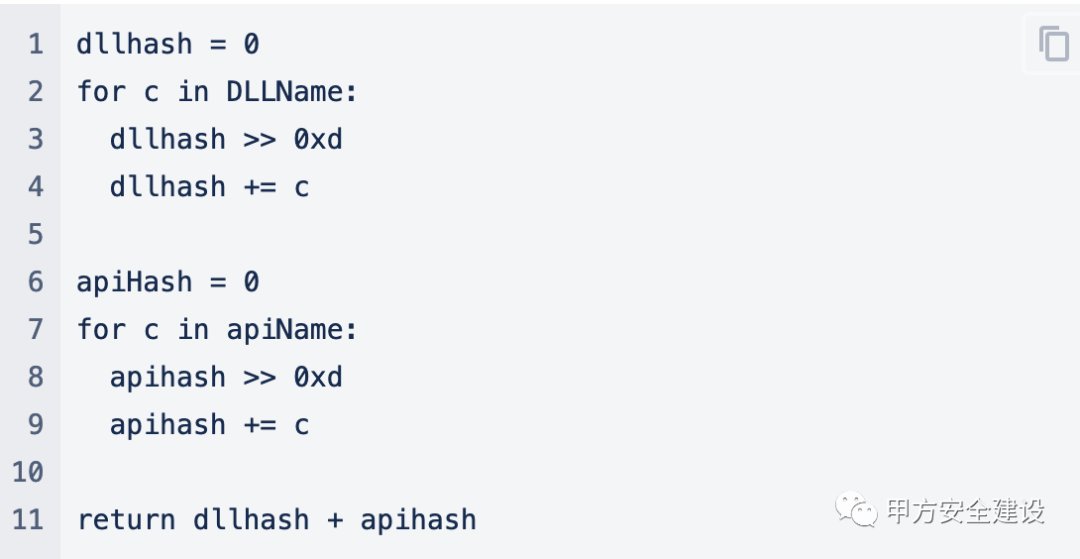 1 dllhash = 0
2 for c in DLLName:
3   dllhash >> 0xd
4   dllhash += c
5
6 apiHash = 0
7 for c in apiName:
8   apihash >> 0xd
9   apihash += c
10
11 return dllhash + apihash
甲方安全建设